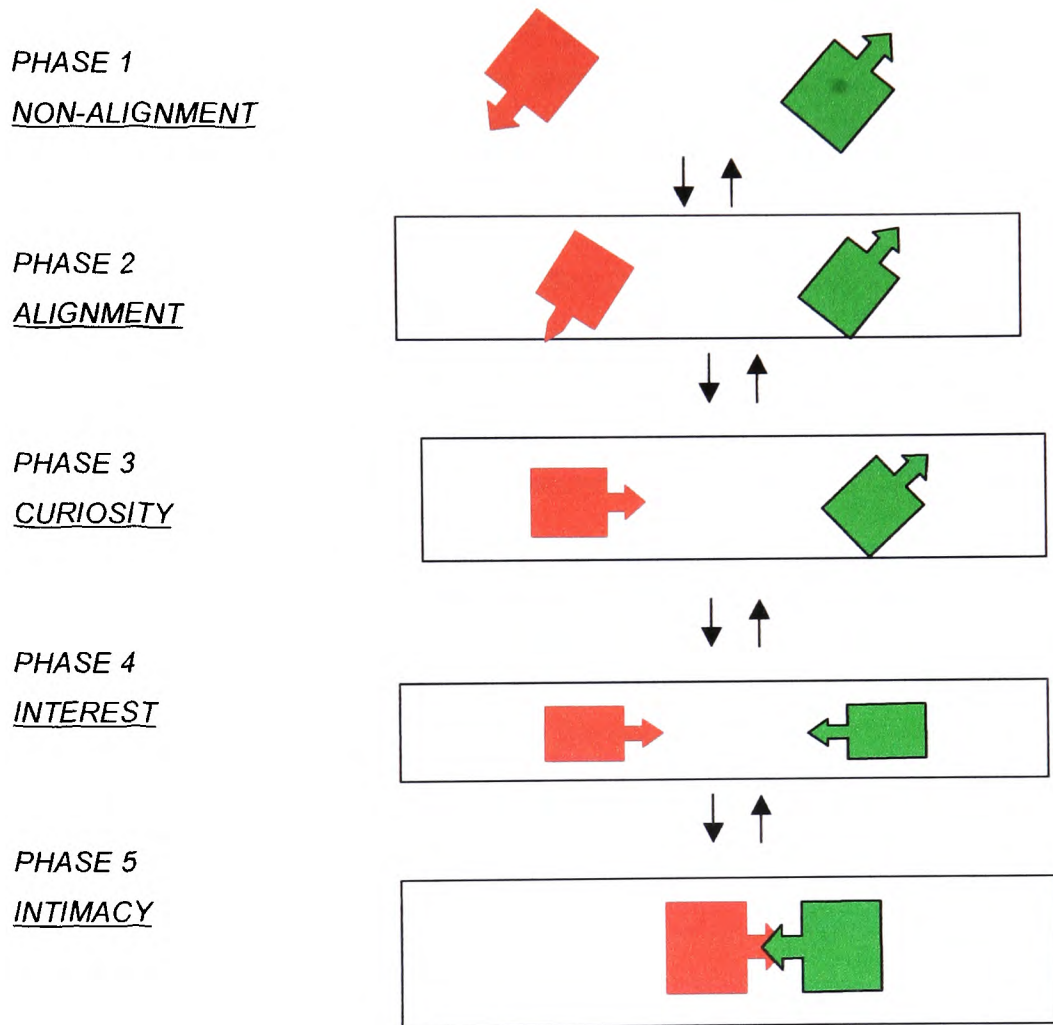 PHASE 1
NON-ALIGNMENT
PHASE 2
ALIGNMENT
PHASE 3
CURIOSITY
PHASE 4
INTEREST
PHASE 5
INTIMACY